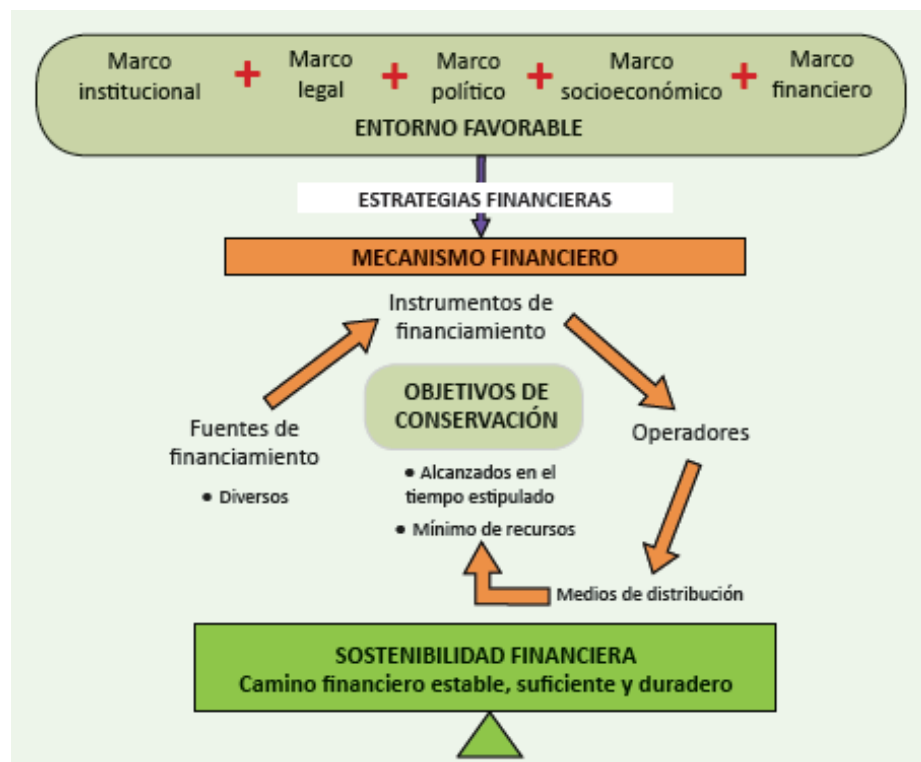 Marco
institucional
+
Marco
legal
+
Marco
político
+
Marco
socioeconómico
+
Marco
financiero
ENTORNO FAVORABLE
ESTRATEGIAS FINANCIERAS
MECANISMO FINANCIERO
Instrumentos de
financiamiento
OBJETIVOS DE
CONSERVACIÓN
Fuentes de
financiamiento
• Diversos
Operadores
• Alcanzados en el
tiempo estipulado
• Mínimo de recursos
Medios de distribución
SOSTENIBILIDAD FINANCIERA
Camino financiero estable, suficiente y duradero